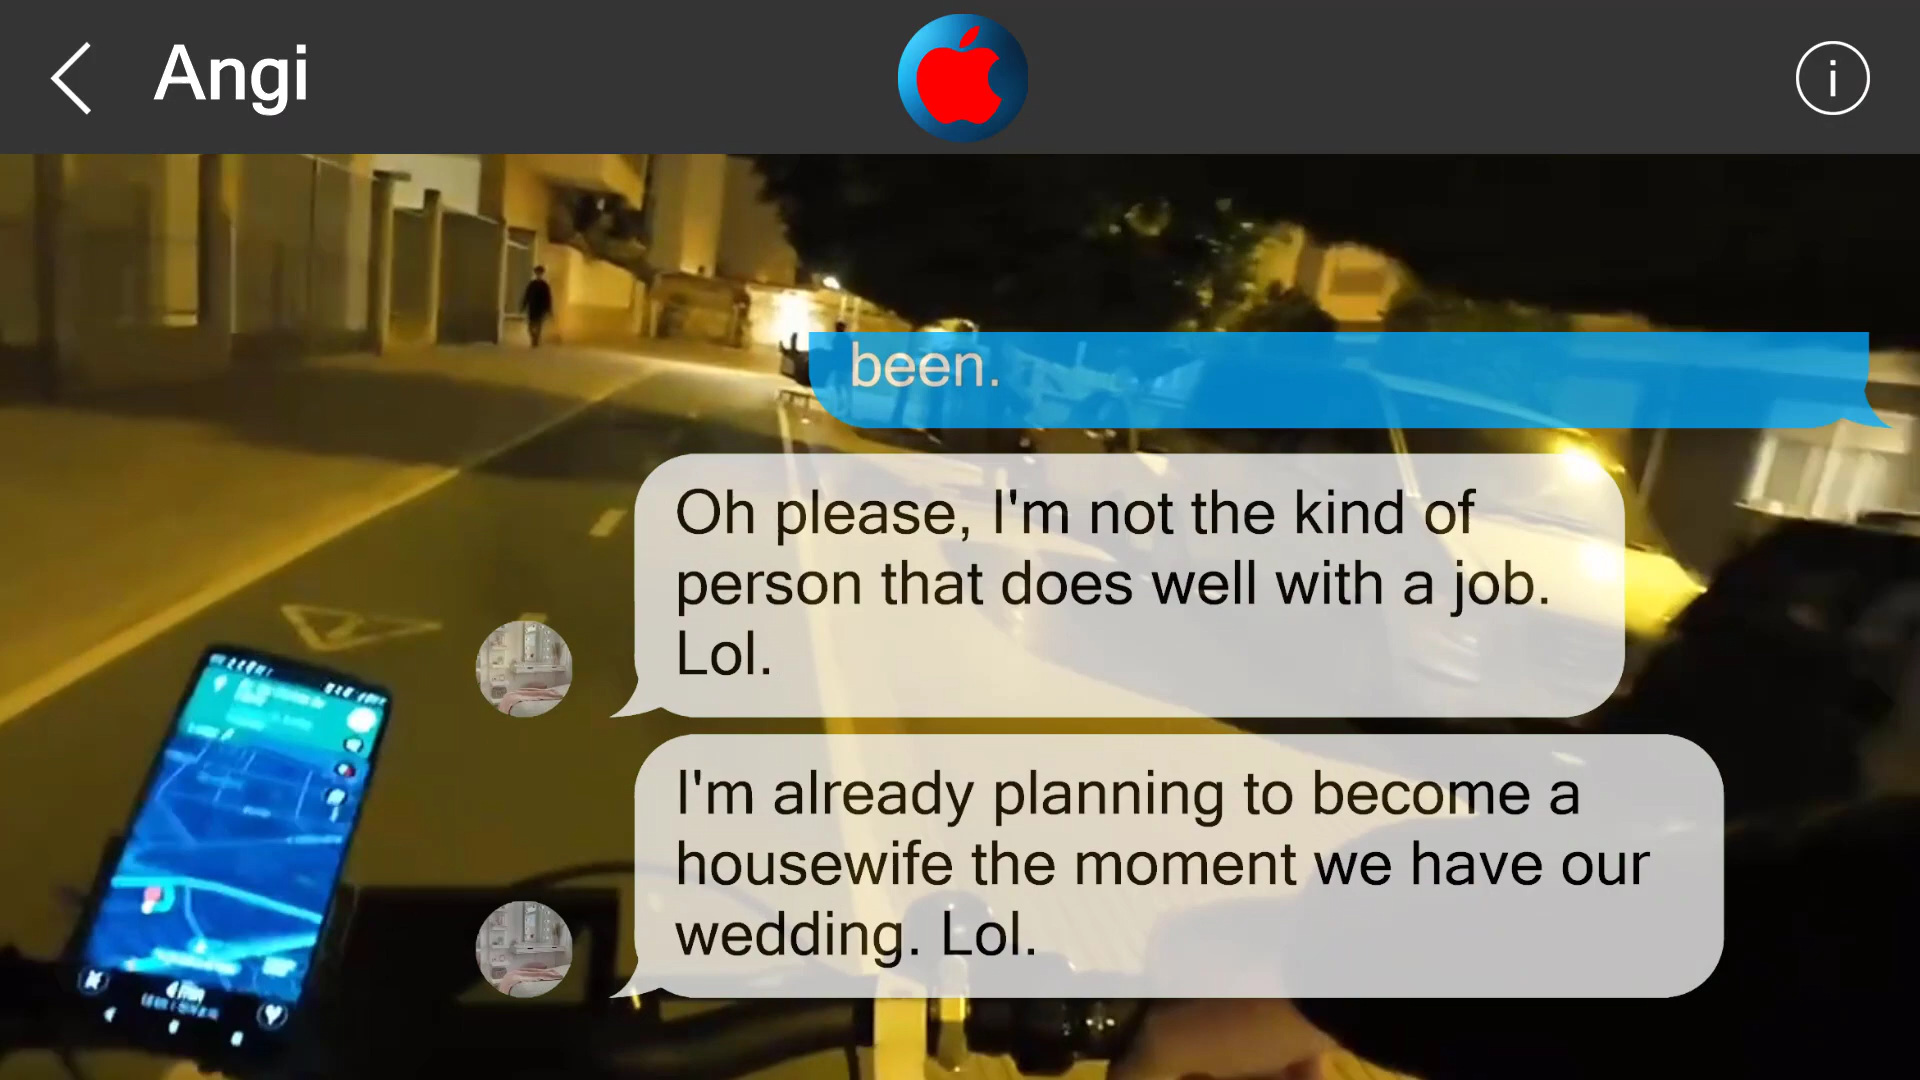 Angi
i
been.
Oh please, I'm not the kind of
person that does well with a job.
Lol.
I'm already planning to become a
housewife the moment we have our
wedding. Lol.